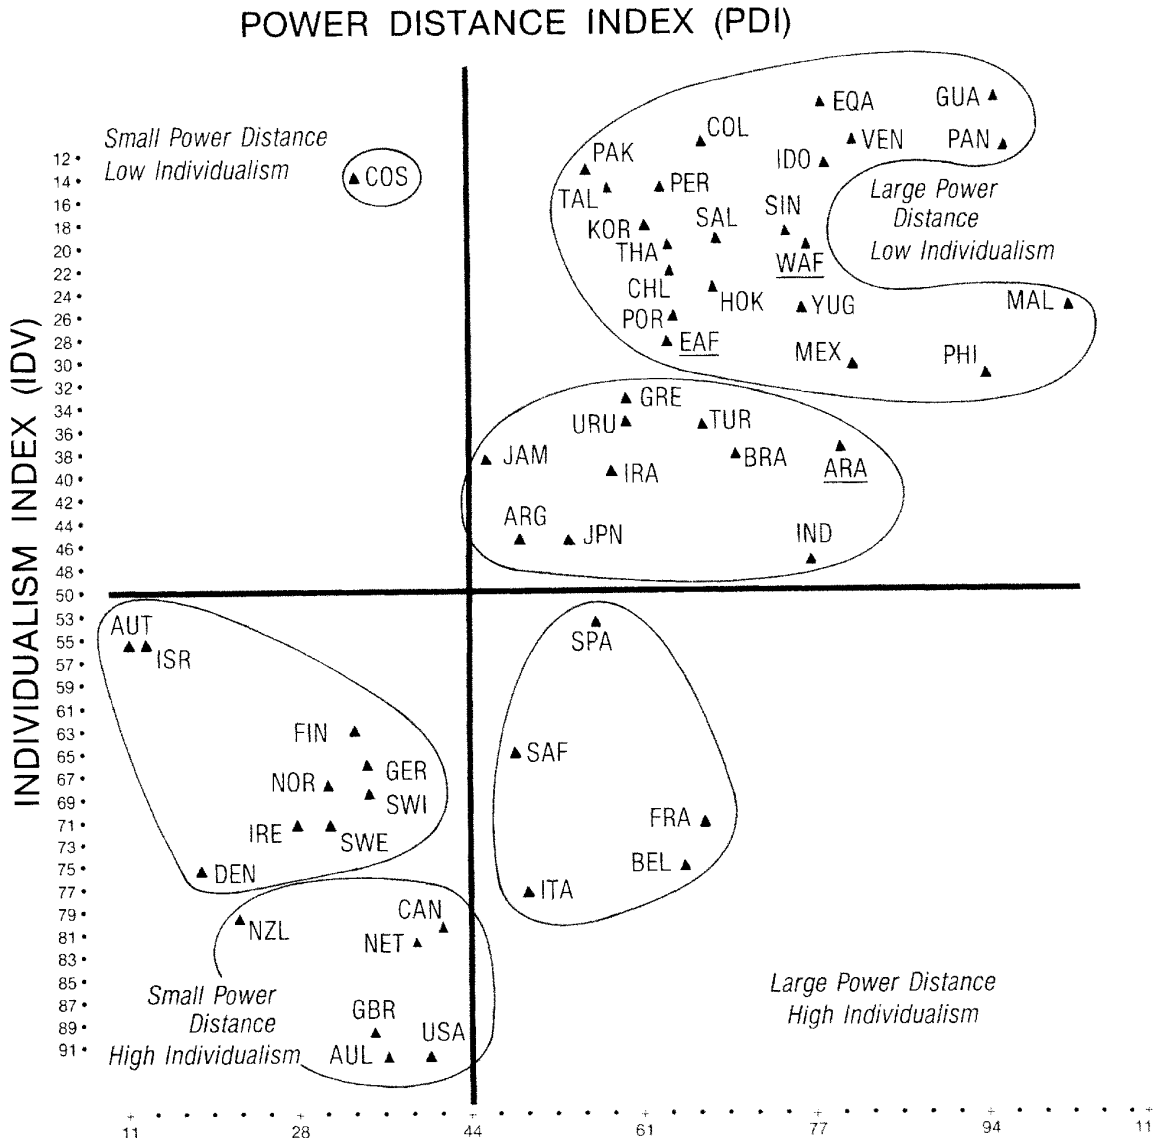 POWER DISTANCE INDEX (PDI)
EQA
GUA
Small Power Distance
Low Individualism
COL
VEN
PAN
PAK
IDO
12
14
COS
TAL
PER
Large Power
Distance
Low Individualism
16
SIN
18
KOR
SAL
20
THA
WAF
22
CHL
24
HOK
YUG
MAL
26
POR
28
EAF
MEX
PHI
30
32
GRE
34
URU
TUR
36
38
JAM
BRA
ARA
40
IRA
42
44
ARG
JPN
IND
46
48
50
INDIVIDUALISM INDEX (IDV)
53
AUT
SPA
55
ISR
57
59
61
63
FIN
65
SAF
67
NOR
GER
69
SWI
71
IRE
SWE
FRA
73
75
DEN
BEL
77
ITA
79
CAN
81
NZL
NET
83
85
Large Power Distance
High Individualism
87
Small Power
Distance
High Individualism
89
GBR
USA
91
AUL
11
28
44
61
77
94
11